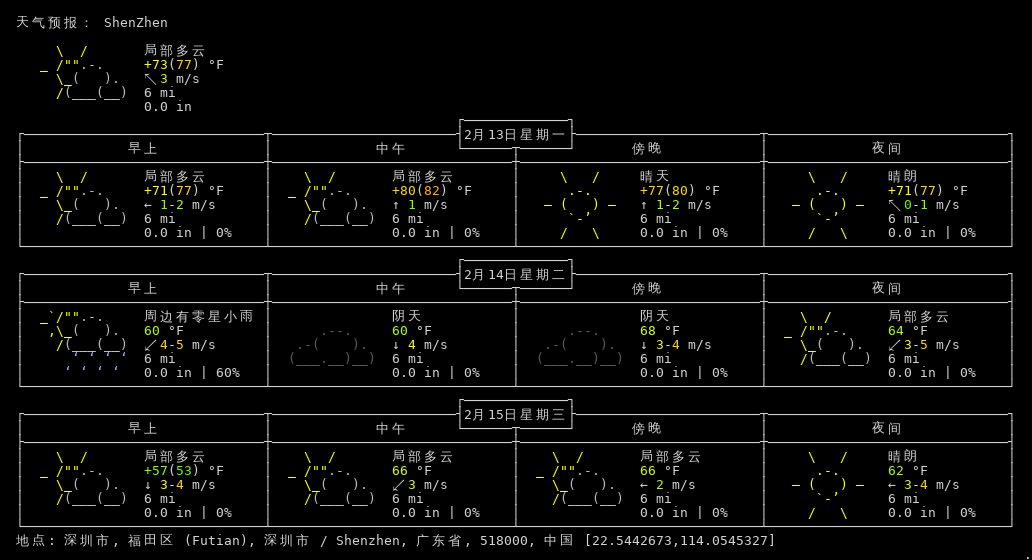 天气预报: ShenZhen
局部多云
+73(77) °F
↖ 3 m/s
6 mi
0.0 in
2月13日星期一
早上 中午 傍晚 夜间
局部多云 局部多云 晴天 晴朗
+71(77) °F +80(82) °F +77(80) °F +71(77) °F
← 1-2 m/s ↑ 1 m/s ↑ 1-2 m/s ↖ 0-1 m/s
6 mi 6 mi 6 mi 6 mi
0.0 in | 0% 0.0 in | 0% 0.0 in | 0% 0.0 in | 0%
2月14日星期二
早上 中午 傍晚 夜间
周边有零星小雨 阴天 阴天 局部多云
60 °F 60 °F 68 °F 64 °F
↙ 4-5 m/s ↓ 4 m/s ↓ 3-4 m/s ↙ 3-5 m/s
6 mi 6 mi 6 mi 6 mi
0.0 in | 60% 0.0 in | 0% 0.0 in | 0% 0.0 in | 0%
2月15日星期三
早上 中午 傍晚 夜间
局部多云 局部多云 局部多云 晴朗
+57(53) °F 66 °F 66 °F 62 °F
↓ 3-4 m/s ↙ 3 m/s ← 2 m/s ← 3-4 m/s
6 mi 6 mi 6 mi 6 mi
0.0 in | 0% 0.0 in | 0% 0.0 in | 0% 0.0 in | 0%
地点: 深圳市, 福田区 (Futian), 深圳市 / Shenzhen, 广东省, 518000, 中国 [22.5442673,114.0545327]